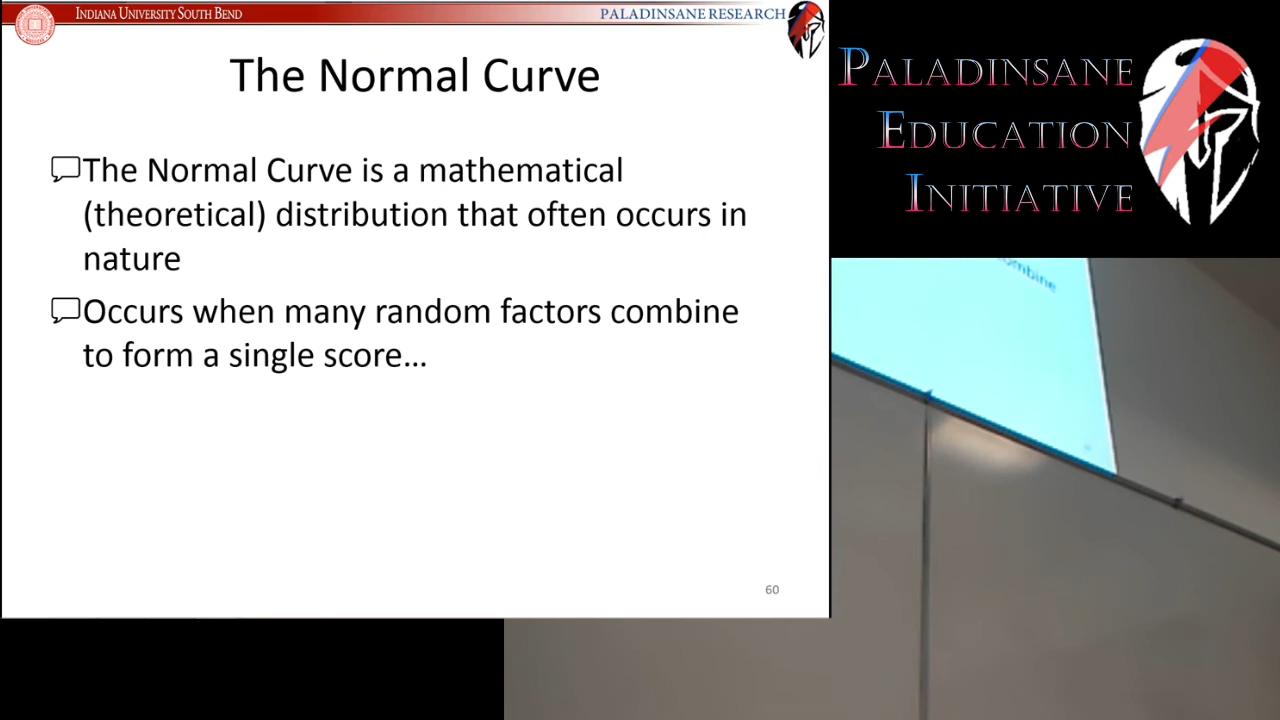 INDIANA UNIVERSITY SOUTH BEND
PALADINSANE RESEARCH
The Normal Curve
The Normal Curve is a mathematical
(theoretical) distribution that often occurs in
nature
Occurs when many random factors combine
to form a single score…
60
PALADINSANE
EDUCATION
INITIATIVE
combine